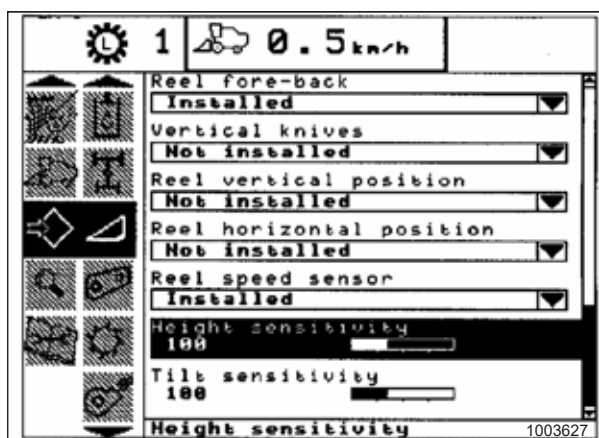 1 0.5km/h
Reel fore-back
Installed
Vertical knives
Not installed
Reel vertical position
Not installed
Reel horizontal position
Not installed
Reel speed sensor
Installed
Height sensitivity
100
Tilt sensitivity
100
Height sensitivity
1003627